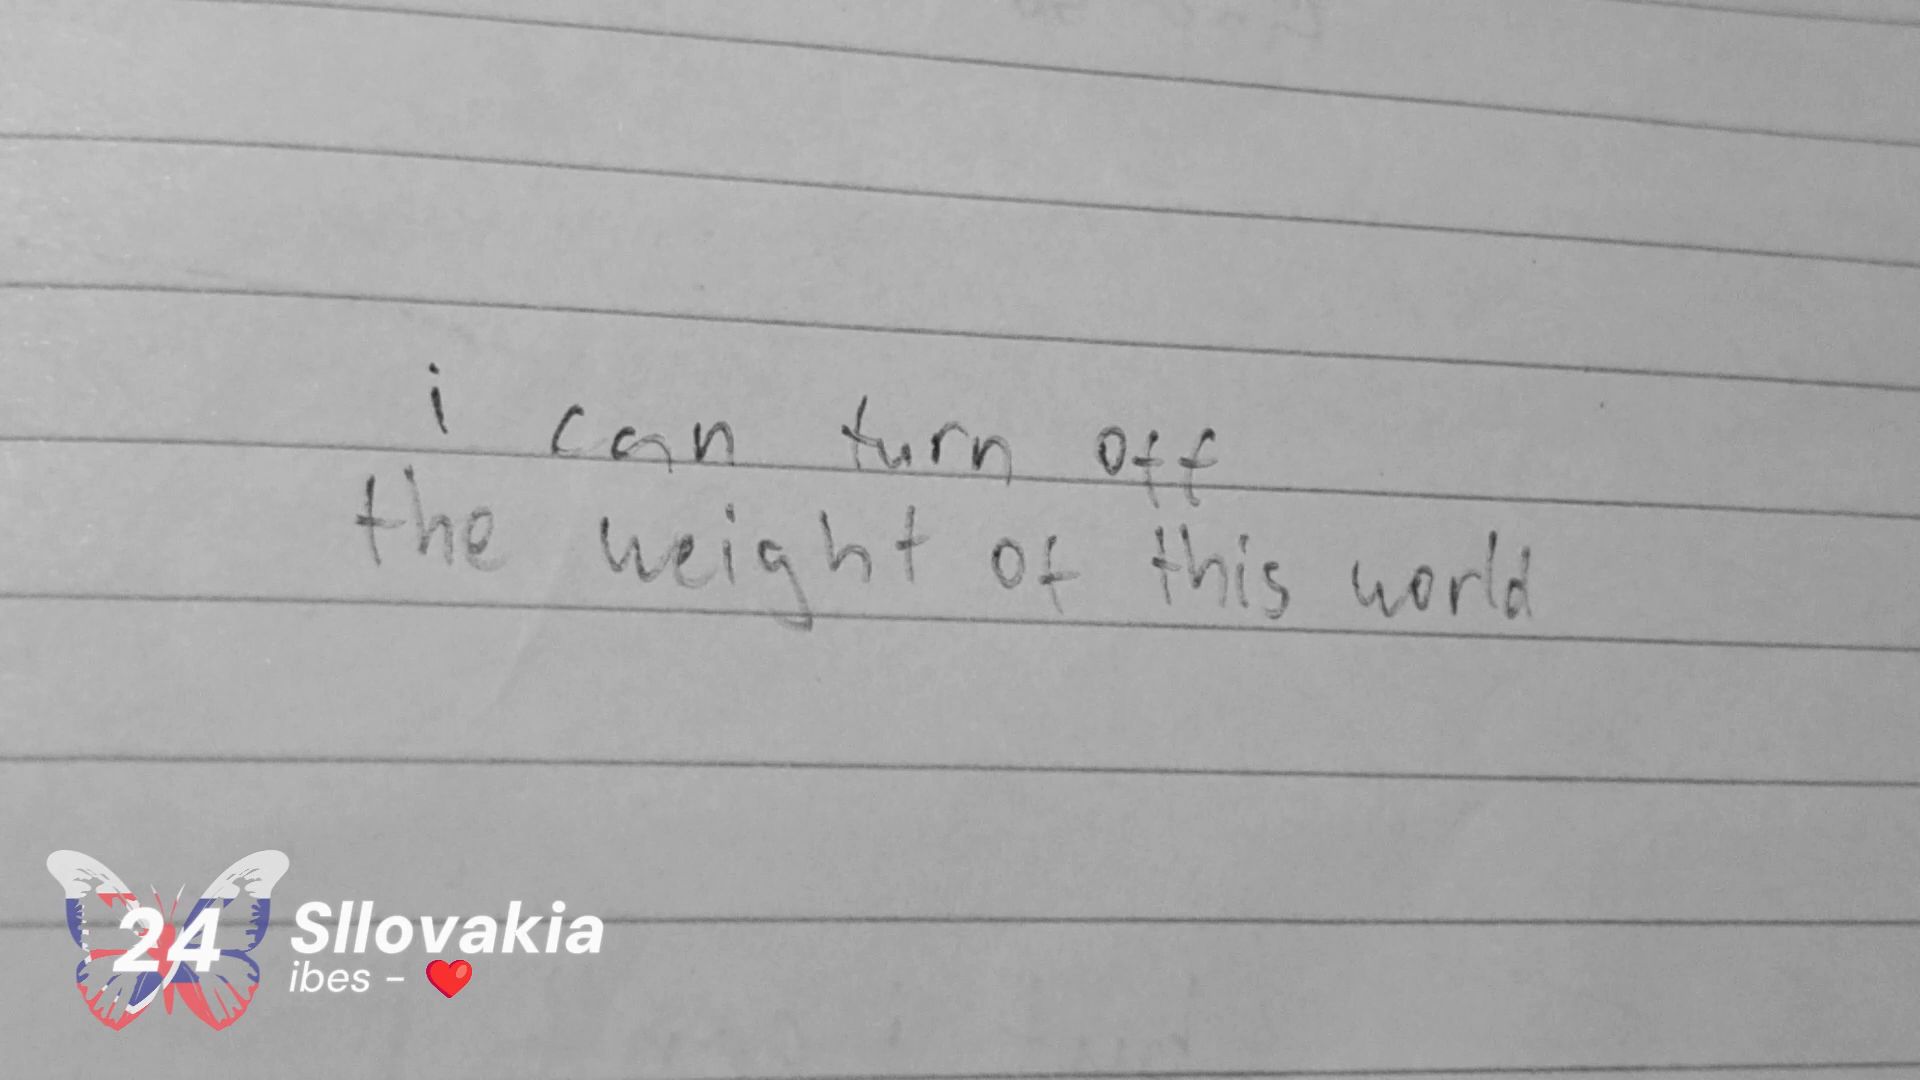 i can turn off
the weight of this world
24
Sllovakia
ibes - ❤️